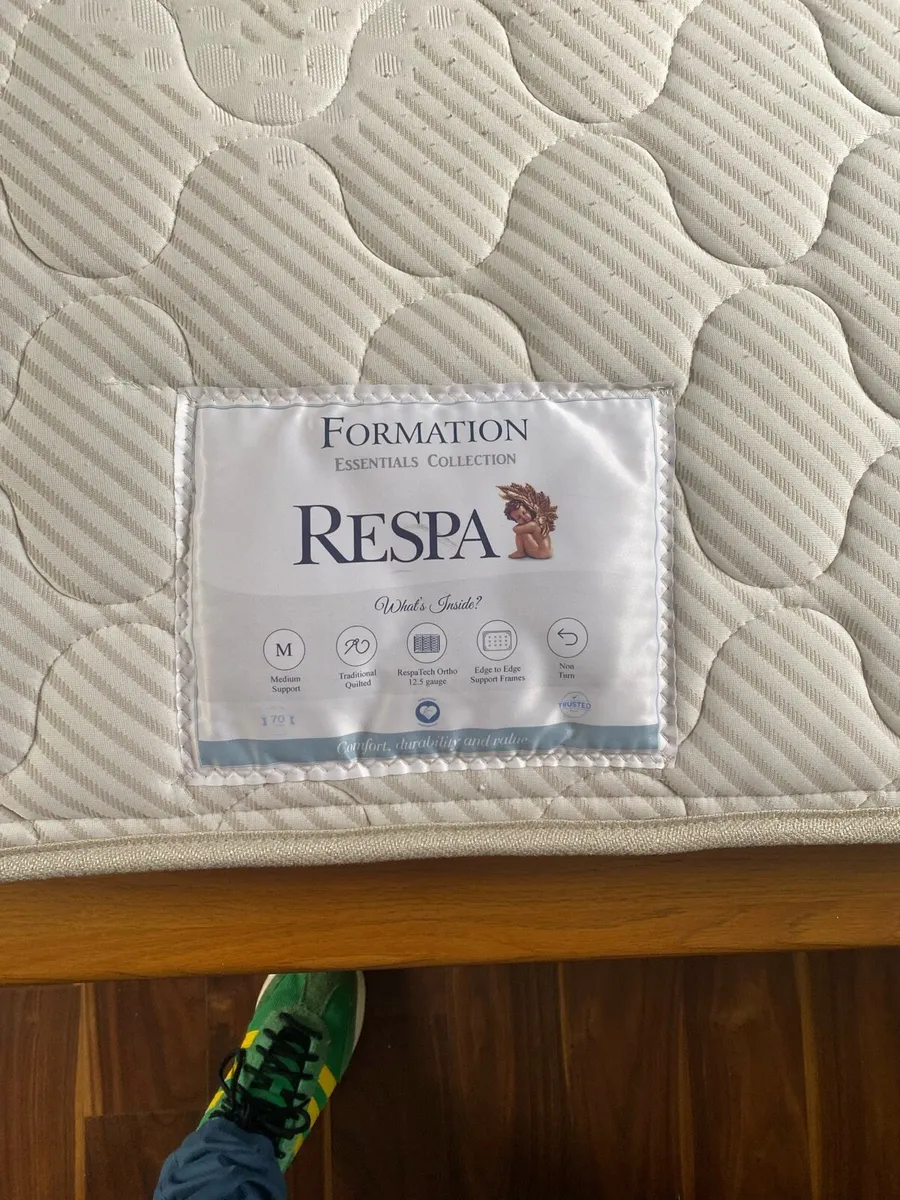 FORMATION
ESSENTIALS COLLECTION
RESPA
What's Inside?
M
Medium
Support
Traditional
Quilted
RespaTech Ortho
12.5 gauge
Edge to Edge
Support Frames
Non
Turn
70
TRUSTED
Comfort, durability and value